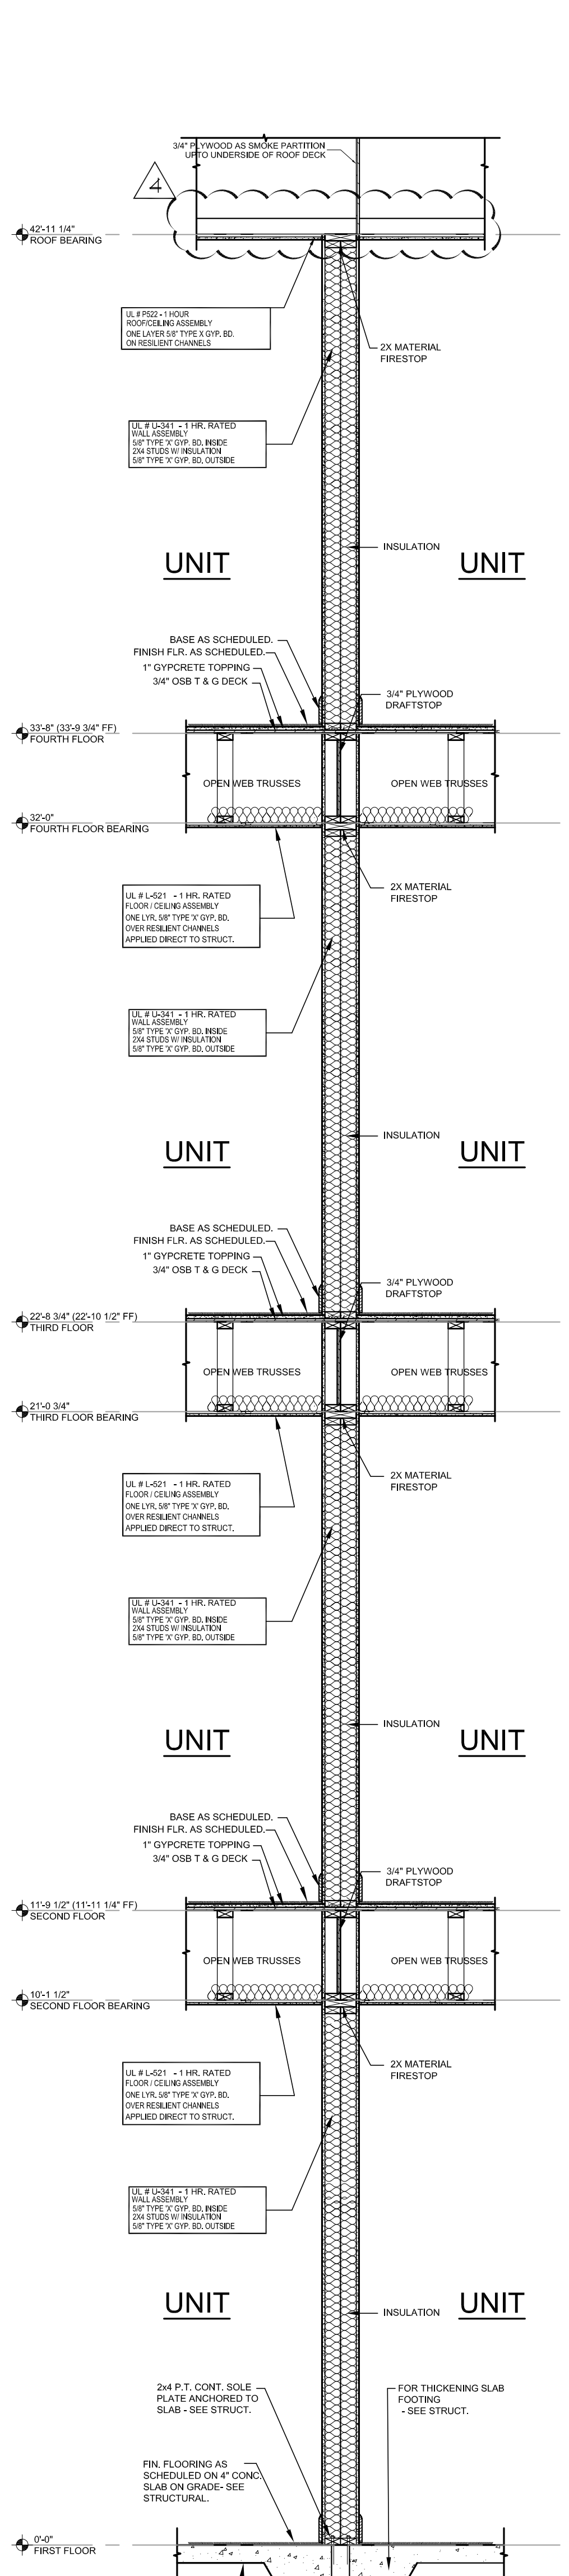 3/4" PLYWOOD AS SMOKE PARTITION
UPTO UNDERSIDE OF ROOF DECK
4
42'-11 1/4"
ROOF BEARING
UL # P522 - 1 HOUR
ROOF/CEILING ASSEMBLY
ONE LAYER 5/8" TYPE X GYP. BD.
ON RESILIENT CHANNELS
2X MATERIAL
FIRESTOP
UL # U-341 - 1 HR. RATED
WALL ASSEMBLY
5/8" TYPE 'X' GYP. BD. INSIDE
2X4 STUDS W/ INSULATION
5/8" TYPE 'X' GYP. BD. OUTSIDE
INSULATION
UNIT
UNIT
BASE AS SCHEDULED.
FINISH FLR. AS SCHEDULED.
1" GYPCRETE TOPPING
3/4" OSB T & G DECK
3/4" PLYWOOD
DRAFTSTOP
33'-8" (33'-9 3/4" FF)
FOURTH FLOOR
OPEN WEB TRUSSES
OPEN WEB TRUSSES
32'-0"
FOURTH FLOOR BEARING
2X MATERIAL
FIRESTOP
UL # L-521 - 1 HR. RATED
FLOOR / CEILING ASSEMBLY
ONE LYR. 5/8" TYPE 'X' GYP. BD.
OVER RESILIENT CHANNELS
APPLIED DIRECT TO STRUCT.
UL # U-341 - 1 HR. RATED
WALL ASSEMBLY
5/8" TYPE 'X' GYP. BD. INSIDE
2X4 STUDS W/ INSULATION
5/8" TYPE 'X' GYP. BD. OUTSIDE
INSULATION
UNIT
UNIT
BASE AS SCHEDULED.
FINISH FLR. AS SCHEDULED.
1" GYPCRETE TOPPING
3/4" OSB T & G DECK
3/4" PLYWOOD
DRAFTSTOP
22'-8 3/4" (22'-10 1/2" FF)
THIRD FLOOR
OPEN WEB TRUSSES
OPEN WEB TRUSSES
21'-0 3/4"
THIRD FLOOR BEARING
2X MATERIAL
FIRESTOP
UL # L-521 - 1 HR. RATED
FLOOR / CEILING ASSEMBLY
ONE LYR. 5/8" TYPE 'X' GYP. BD.
OVER RESILIENT CHANNELS
APPLIED DIRECT TO STRUCT.
UL # U-341 - 1 HR. RATED
WALL ASSEMBLY
5/8" TYPE 'X' GYP. BD. INSIDE
2X4 STUDS W/ INSULATION
5/8" TYPE 'X' GYP. BD. OUTSIDE
INSULATION
UNIT
UNIT
BASE AS SCHEDULED.
FINISH FLR. AS SCHEDULED.
1" GYPCRETE TOPPING
3/4" OSB T & G DECK
3/4" PLYWOOD
DRAFTSTOP
11'-9 1/2" (11'-11 1/4" FF)
SECOND FLOOR
OPEN WEB TRUSSES
OPEN WEB TRUSSES
10'-1 1/2"
SECOND FLOOR BEARING
2X MATERIAL
FIRESTOP
UL # L-521 - 1 HR. RATED
FLOOR / CEILING ASSEMBLY
ONE LYR. 5/8" TYPE 'X' GYP. BD.
OVER RESILIENT CHANNELS
APPLIED DIRECT TO STRUCT.
UL # U-341 - 1 HR. RATED
WALL ASSEMBLY
5/8" TYPE 'X' GYP. BD. INSIDE
2X4 STUDS W/ INSULATION
5/8" TYPE 'X' GYP. BD. OUTSIDE
UNIT
UNIT
INSULATION
2x4 P.T. CONT. SOLE
PLATE ANCHORED TO
SLAB - SEE STRUCT.
FOR THICKENING SLAB
FOOTING
- SEE STRUCT.
FIN. FLOORING AS
SCHEDULED ON 4" CONC.
SLAB ON GRADE- SEE
STRUCTURAL.
0'-0"
FIRST FLOOR